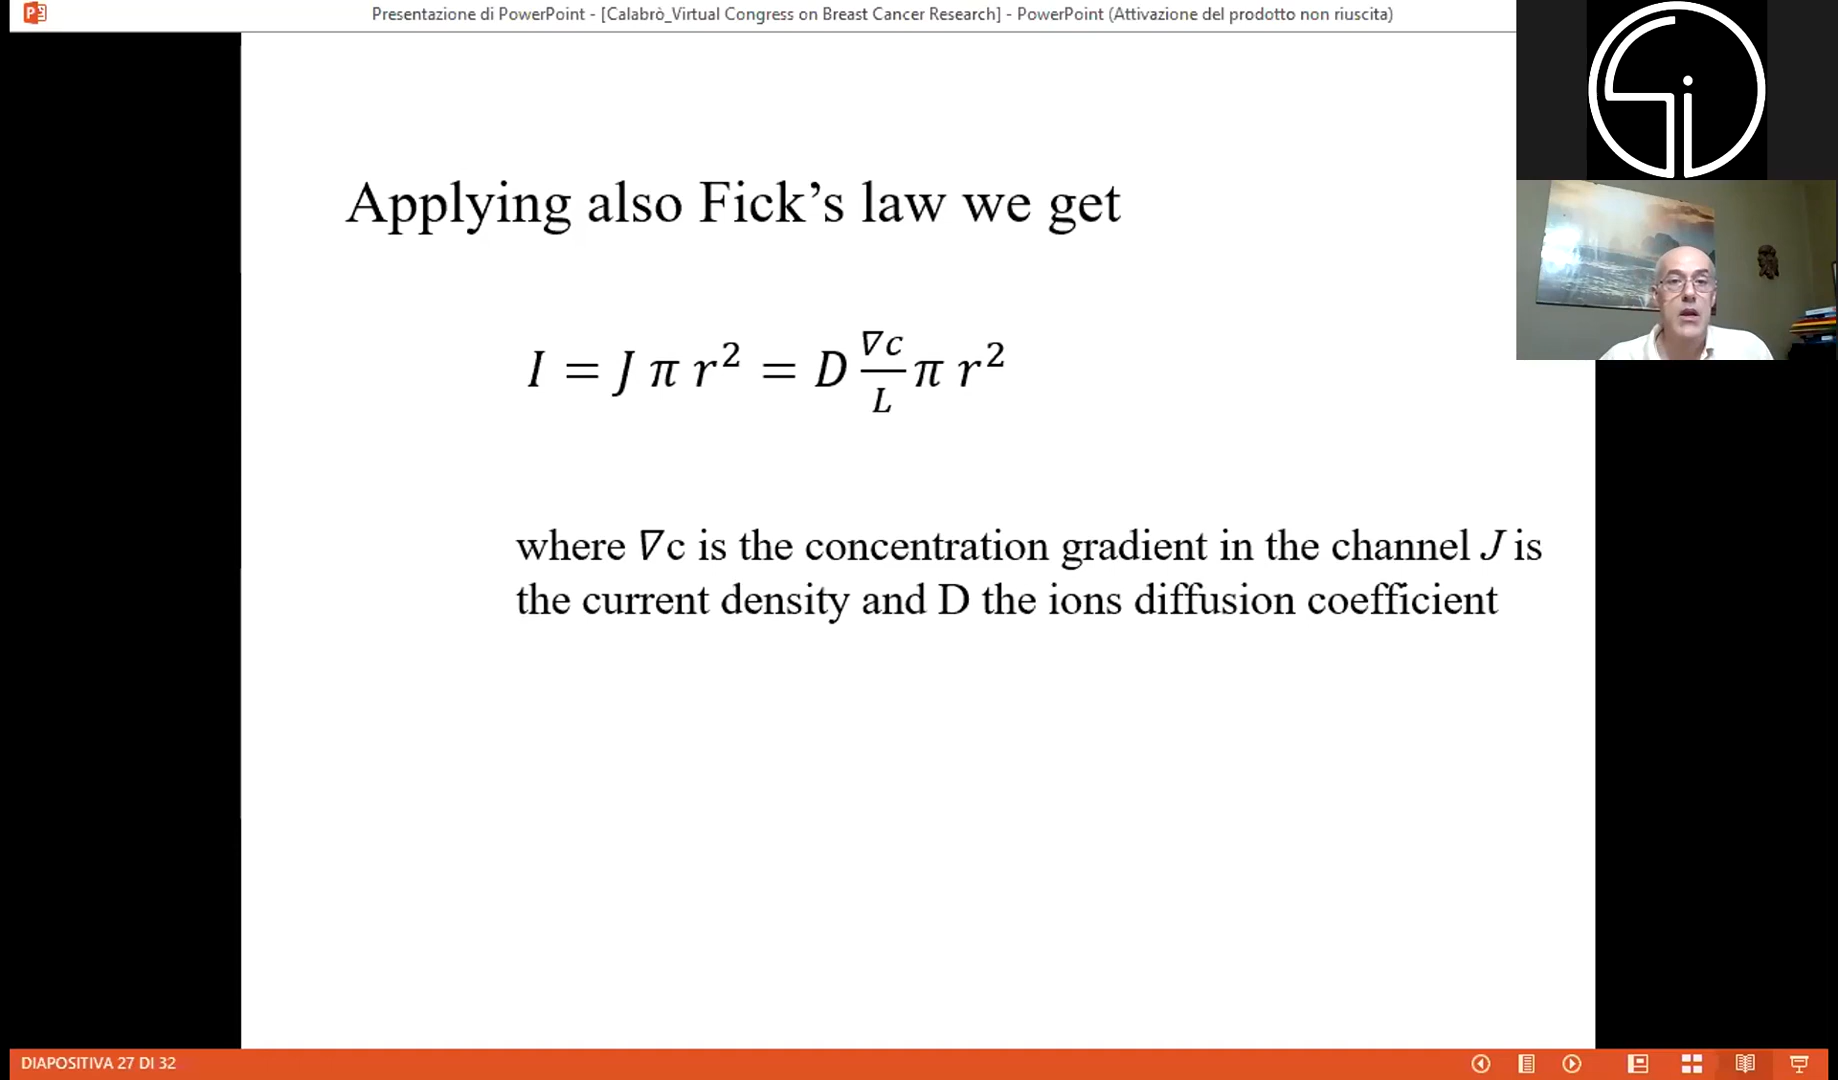 Presentazione di PowerPoint - [Calabrò_Virtual Congress on Breast Cancer Research] - PowerPoint (Attivazione del prodotto non riuscita)
Applying also Fick’s law we get
I = J π r² = D ∇c/L π r²
where ∇c is the concentration gradient in the channel J is
the current density and D the ions diffusion coefficient
DIAPOSITIVA 27 DI 32